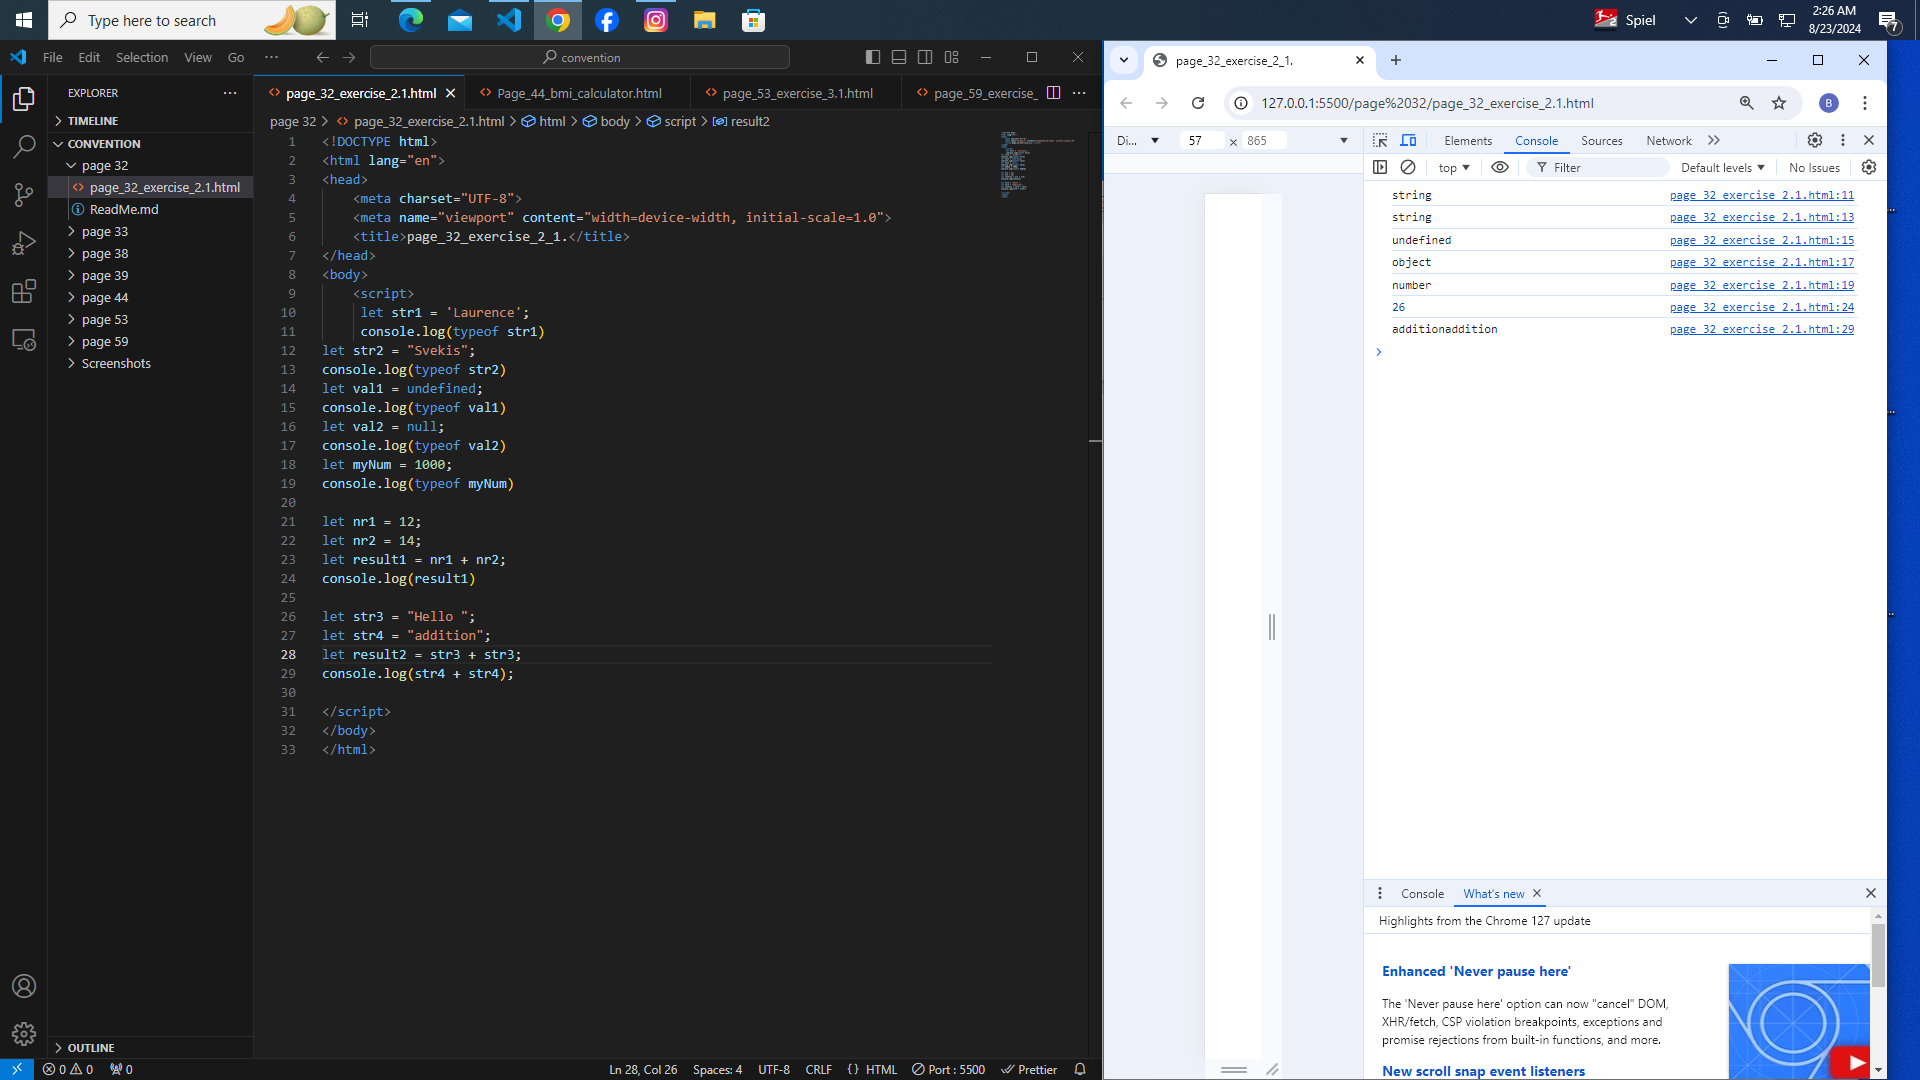 Type here to search
Spiel
2:26 AM
8/23/2024
7
File Edit Selection View Go ···
convention
EXPLORER ···
TIMELINE
CONVENTION
page 32
page_32_exercise_2.1.html
ReadMe.md
page 33
page 38
page 39
page 44
page 53
page 59
Screenshots
OUTLINE
page_32_exercise_2.1.html Page_44_bmi_calculator.html page_53_exercise_3.1.html page_59_exercise_
page 32 > page_32_exercise_2.1.html > html > body > script > result2
1 <!DOCTYPE html>
2 <html lang="en">
3 <head>
4 <meta charset="UTF-8">
5 <meta name="viewport" content="width=device-width, initial-scale=1.0">
6 <title>page_32_exercise_2_1.</title>
7 </head>
8 <body>
9 <script>
10 let str1 = 'Laurence';
11 console.log(typeof str1)
12 let str2 = "Svekis";
13 console.log(typeof str2)
14 let val1 = undefined;
15 console.log(typeof val1)
16 let val2 = null;
17 console.log(typeof val2)
18 let myNum = 1000;
19 console.log(typeof myNum)
20
21 let nr1 = 12;
22 let nr2 = 14;
23 let result1 = nr1 + nr2;
24 console.log(result1)
25
26 let str3 = "Hello ";
27 let str4 = "addition";
28 let result2 = str3 + str3;
29 console.log(str4 + str4);
30
31 </script>
32 </body>
33 </html>
0 0 0 Ln 28, Col 26 Spaces: 4 UTF-8 CRLF {} HTML Port : 5500 Prettier
page_32_exercise_2_1.
127.0.0.1:5500/page%2032/page_32_exercise_2.1.html
B
Di... 57 × 865
Elements Console Sources Network
top Filter Default levels No Issues
string page 32 exercise 2.1.html:11
string page 32 exercise 2.1.html:13
undefined page 32 exercise 2.1.html:15
object page 32 exercise 2.1.html:17
number page 32 exercise 2.1.html:19
26 page 32 exercise 2.1.html:24
additionaddition page 32 exercise 2.1.html:29
Console What's new
Highlights from the Chrome 127 update
Enhanced 'Never pause here'
The 'Never pause here' option can now "cancel" DOM,
XHR/fetch, CSP violation breakpoints, exceptions and
promise rejections from built-in functions, and more.
New scroll snap event listeners